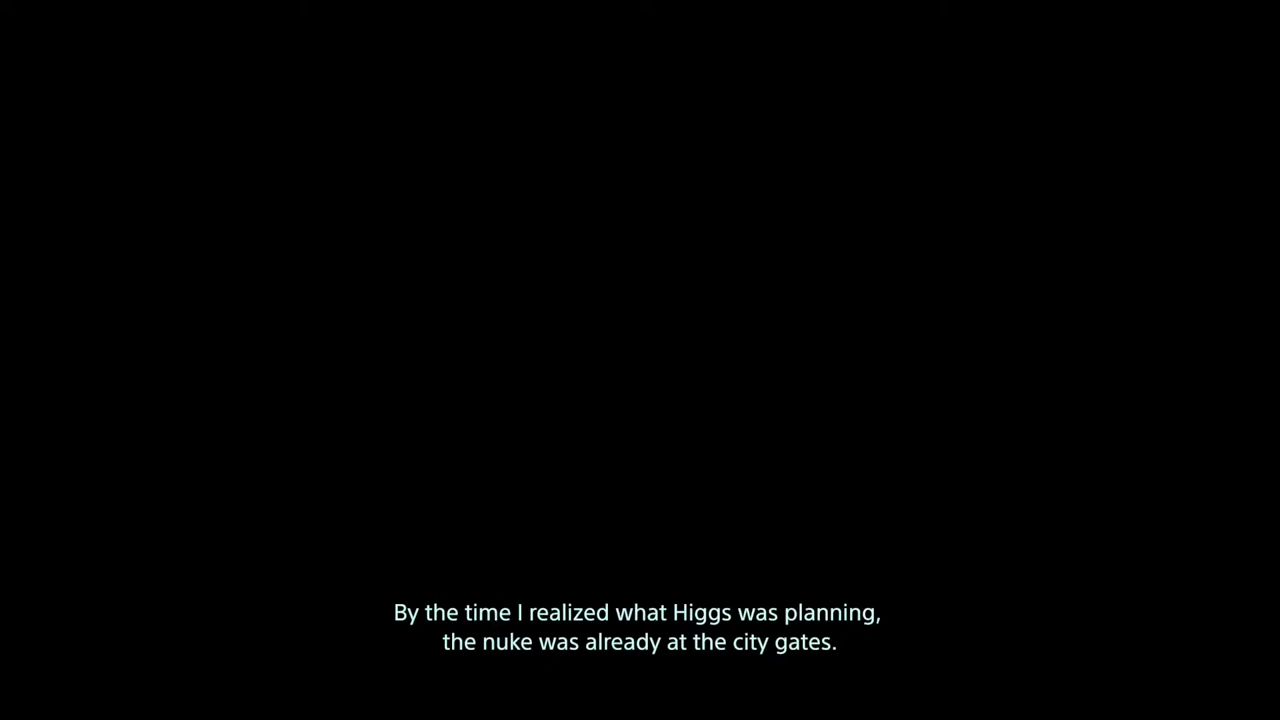 By the time I realized what Higgs was planning,
the nuke was already at the city gates.